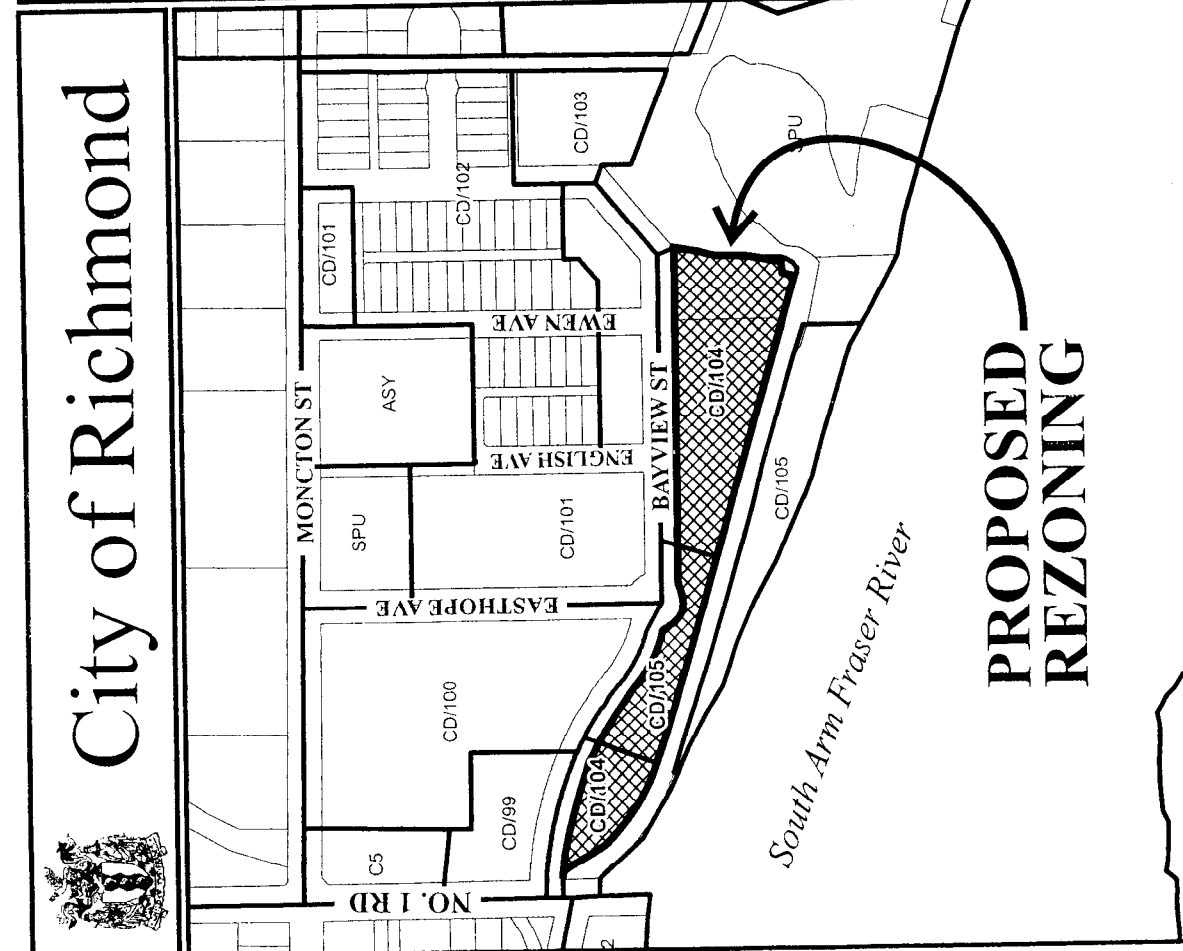 City of Richmond
MONCTON ST
CD/101
CD/102
CD/103
ASY
SPU
CD/101
EWEN AVE
ENGLISH AVE
EASTHOPE AVE
BAYVIEW ST
CD/100
C5
CD/99
NO. 1 RD
CD/104
CD/105
CD/104
CD/105
SPU
2
South Arm Fraser River
PROPOSED
REZONING